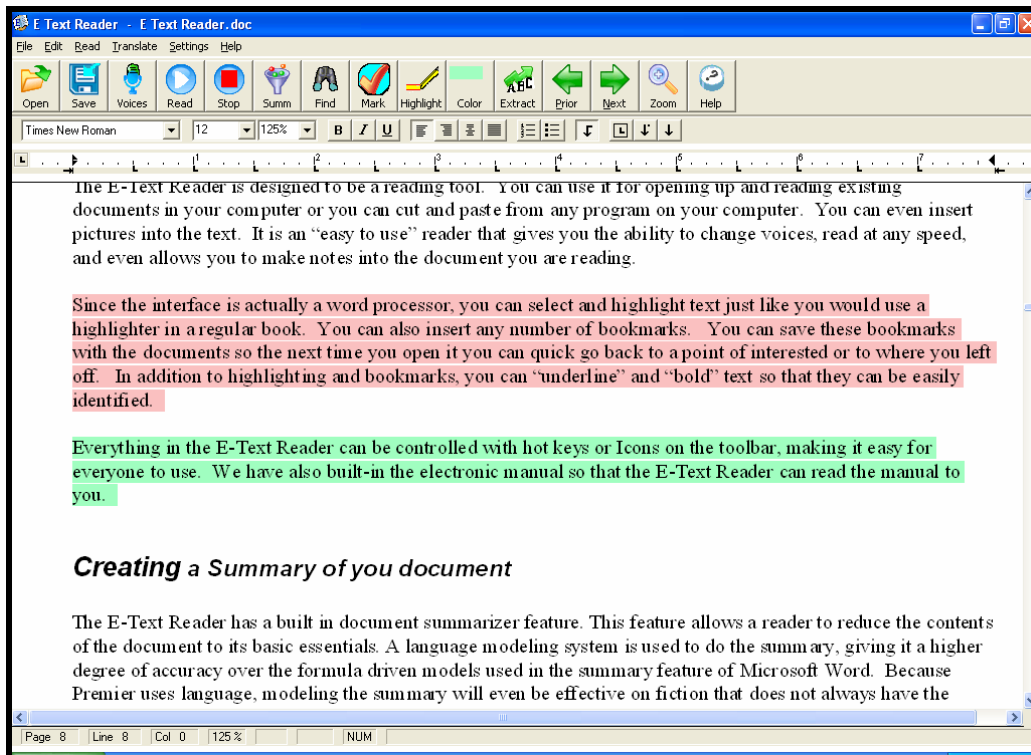 E Text Reader - E Text Reader.doc
File Edit Read Translate Settings Help
Open Save Voices Read Stop Summ Find Mark Highlight Color Extract Prior Next Zoom Help
Times New Roman 12 125% B I U
1 2 3 4 5 6 7
The E-Text Reader is designed to be a reading tool. You can use it for opening up and reading existing
documents in your computer or you can cut and paste from any program on your computer. You can even insert
pictures into the text. It is an “easy to use” reader that gives you the ability to change voices, read at any speed,
and even allows you to make notes into the document you are reading.
Since the interface is actually a word processor, you can select and highlight text just like you would use a
highlighter in a regular book. You can also insert any number of bookmarks. You can save these bookmarks
with the documents so the next time you open it you can quick go back to a point of interested or to where you left
off. In addition to highlighting and bookmarks, you can “underline” and “bold” text so that they can be easily
identified.
Everything in the E-Text Reader can be controlled with hot keys or Icons on the toolbar, making it easy for
everyone to use. We have also built-in the electronic manual so that the E-Text Reader can read the manual to
you.
Creating a Summary of you document
The E-Text Reader has a built in document summarizer feature. This feature allows a reader to reduce the contents
of the document to its basic essentials. A language modeling system is used to do the summary, giving it a higher
degree of accuracy over the formula driven models used in the summary feature of Microsoft Word. Because
Premier uses language, modeling the summary will even be effective on fiction that does not always have the
Page 8 Line 8 Col 0 125 % NUM